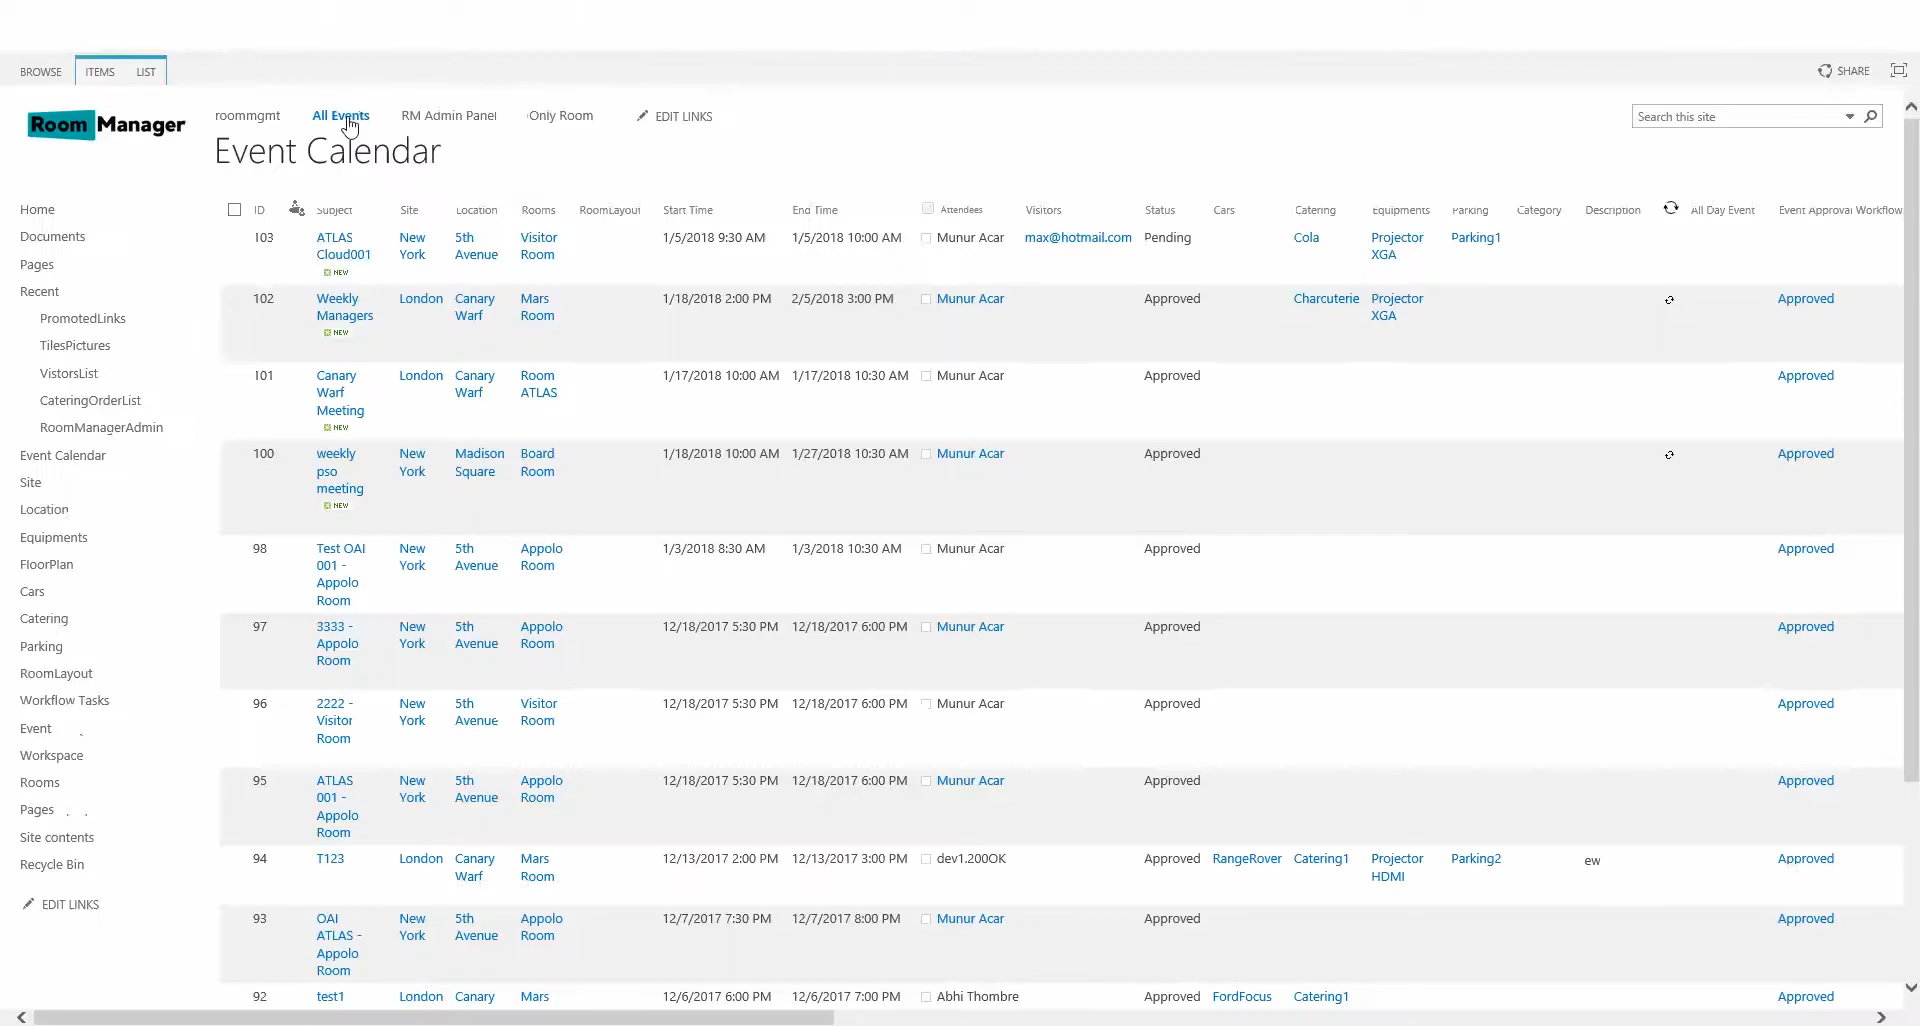 BROWSE ITEMS LIST SHARE
Room Manager roommgmt All Events RM Admin Panel Only Room EDIT LINKS Search this site
Event Calendar
Home
Documents
Pages
Recent
PromotedLinks
TilesPictures
VistorsList
CateringOrderList
RoomManagerAdmin
Event Calendar
Site
Location
Equipments
FloorPlan
Cars
Catering
Parking
RoomLayout
Workflow Tasks
Event
Workspace
Rooms
Pages
Site contents
Recycle Bin
EDIT LINKS
ID Subject Site Location Rooms RoomLayout Start Time End Time Attendees Visitors Status Cars Catering Equipments Parking Category Description All Day Event Event Approval Workflow
103 ATLAS New 5th Visitor 1/5/2018 9:30 AM 1/5/2018 10:00 AM Munur Acar max@hotmail.com Pending Cola Projector Parking1
Cloud001 York Avenue Room XGA
NEW
102 Weekly London Canary Mars 1/18/2018 2:00 PM 2/5/2018 3:00 PM Munur Acar Approved Charcuterie Projector Approved
Managers Warf Room XGA
NEW
101 Canary London Canary Room 1/17/2018 10:00 AM 1/17/2018 10:30 AM Munur Acar Approved Approved
Warf Warf ATLAS
Meeting
NEW
100 weekly New Madison Board 1/18/2018 10:00 AM 1/27/2018 10:30 AM Munur Acar Approved Approved
pso York Square Room
meeting
NEW
98 Test OAI New 5th Appolo 1/3/2018 8:30 AM 1/3/2018 10:30 AM Munur Acar Approved Approved
001 - York Avenue Room
Appolo
Room
97 3333 - New 5th Appolo 12/18/2017 5:30 PM 12/18/2017 6:00 PM Munur Acar Approved Approved
Appolo York Avenue Room
Room
96 2222 - New 5th Visitor 12/18/2017 5:30 PM 12/18/2017 6:00 PM Munur Acar Approved Approved
Visitor York Avenue Room
Room
95 ATLAS New 5th Appolo 12/18/2017 5:30 PM 12/18/2017 6:00 PM Munur Acar Approved Approved
001 - York Avenue Room
Appolo
Room
94 T123 London Canary Mars 12/13/2017 2:00 PM 12/13/2017 3:00 PM dev1.200OK Approved RangeRover Catering1 Projector Parking2 ew Approved
Warf Room HDMI
93 OAI New 5th Appolo 12/7/2017 7:30 PM 12/7/2017 8:00 PM Munur Acar Approved Approved
ATLAS - York Avenue Room
Appolo
Room
92 test1 London Canary Mars 12/6/2017 6:00 PM 12/6/2017 7:00 PM Abhi Thombre Approved FordFocus Catering1 Approved